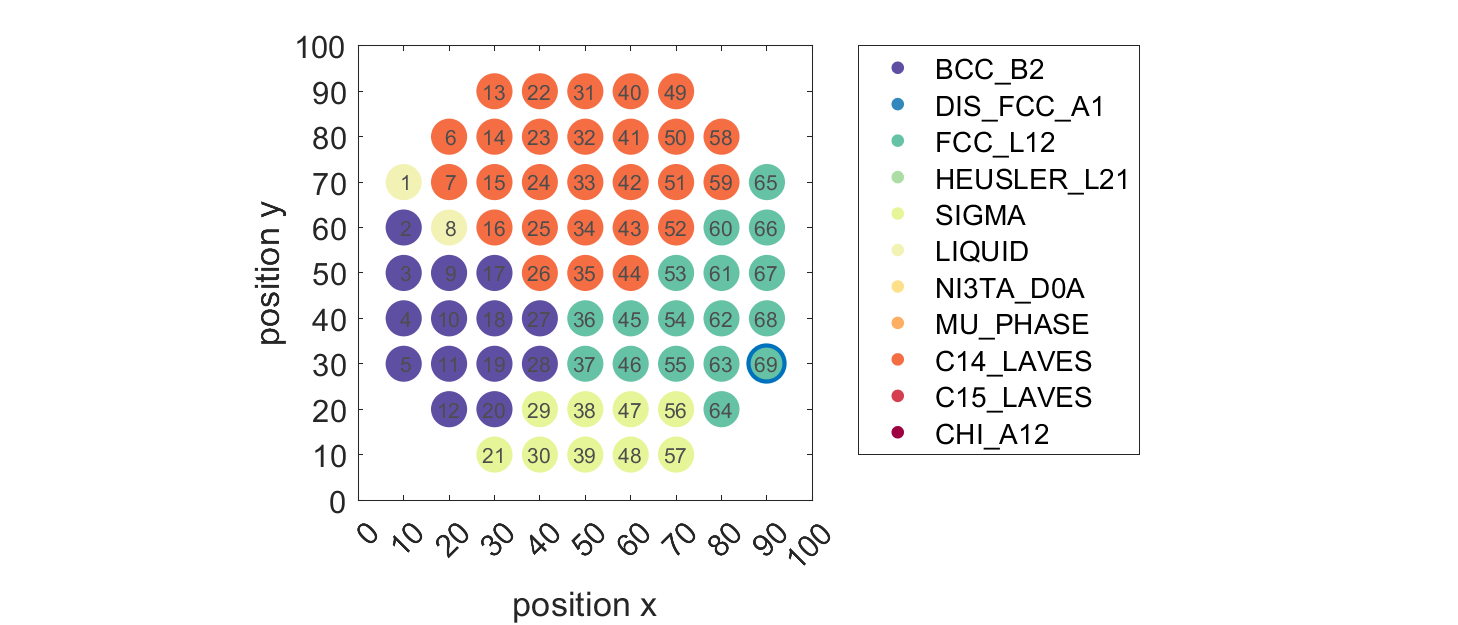 100
90
80
70
60
50
40
30
20
10
0
position y
13 22 31 40 49
6 14 23 32 41 50 58
1 7 15 24 33 42 51 59 65
2 8 16 25 34 43 52 60 66
3 9 17 26 35 44 53 61 67
4 10 18 27 36 45 54 62 68
5 11 19 28 37 46 55 63 69
12 20 29 38 47 56 64
21 30 39 48 57
0 10 20 30 40 50 60 70 80 90 100
position x
BCC_B2
DIS_FCC_A1
FCC_L12
HEUSLER_L21
SIGMA
LIQUID
NI3TA_D0A
MU_PHASE
C14_LAVES
C15_LAVES
CHI_A12